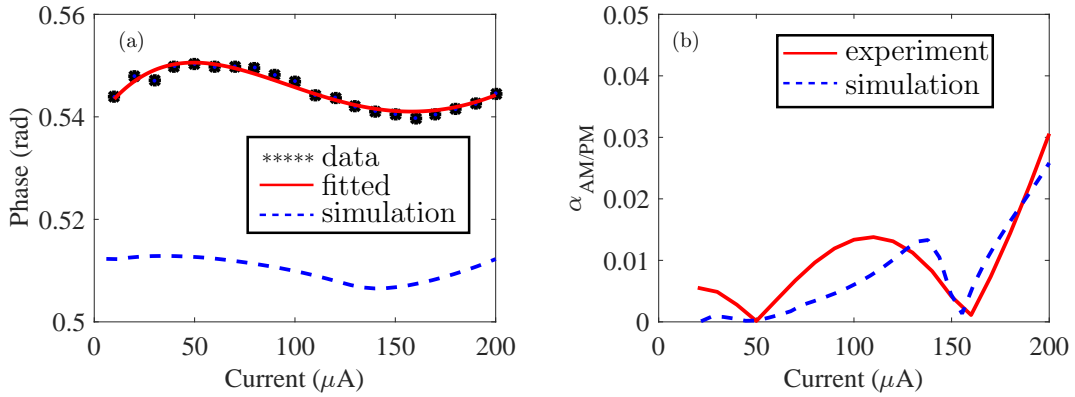 (a)
Phase (rad)
0.56
0.54
0.52
0.5
***** data
fitted
simulation
0 50 100 150 200
Current (μA)
(b)
α_AM/PM
0.05
0.04
0.03
0.02
0.01
0
experiment
simulation
0 50 100 150 200
Current (μA)